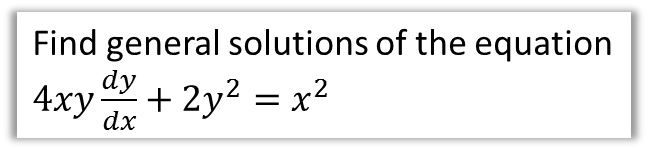 Find general solutions of the equation
4xy dy/dx + 2y² = x²